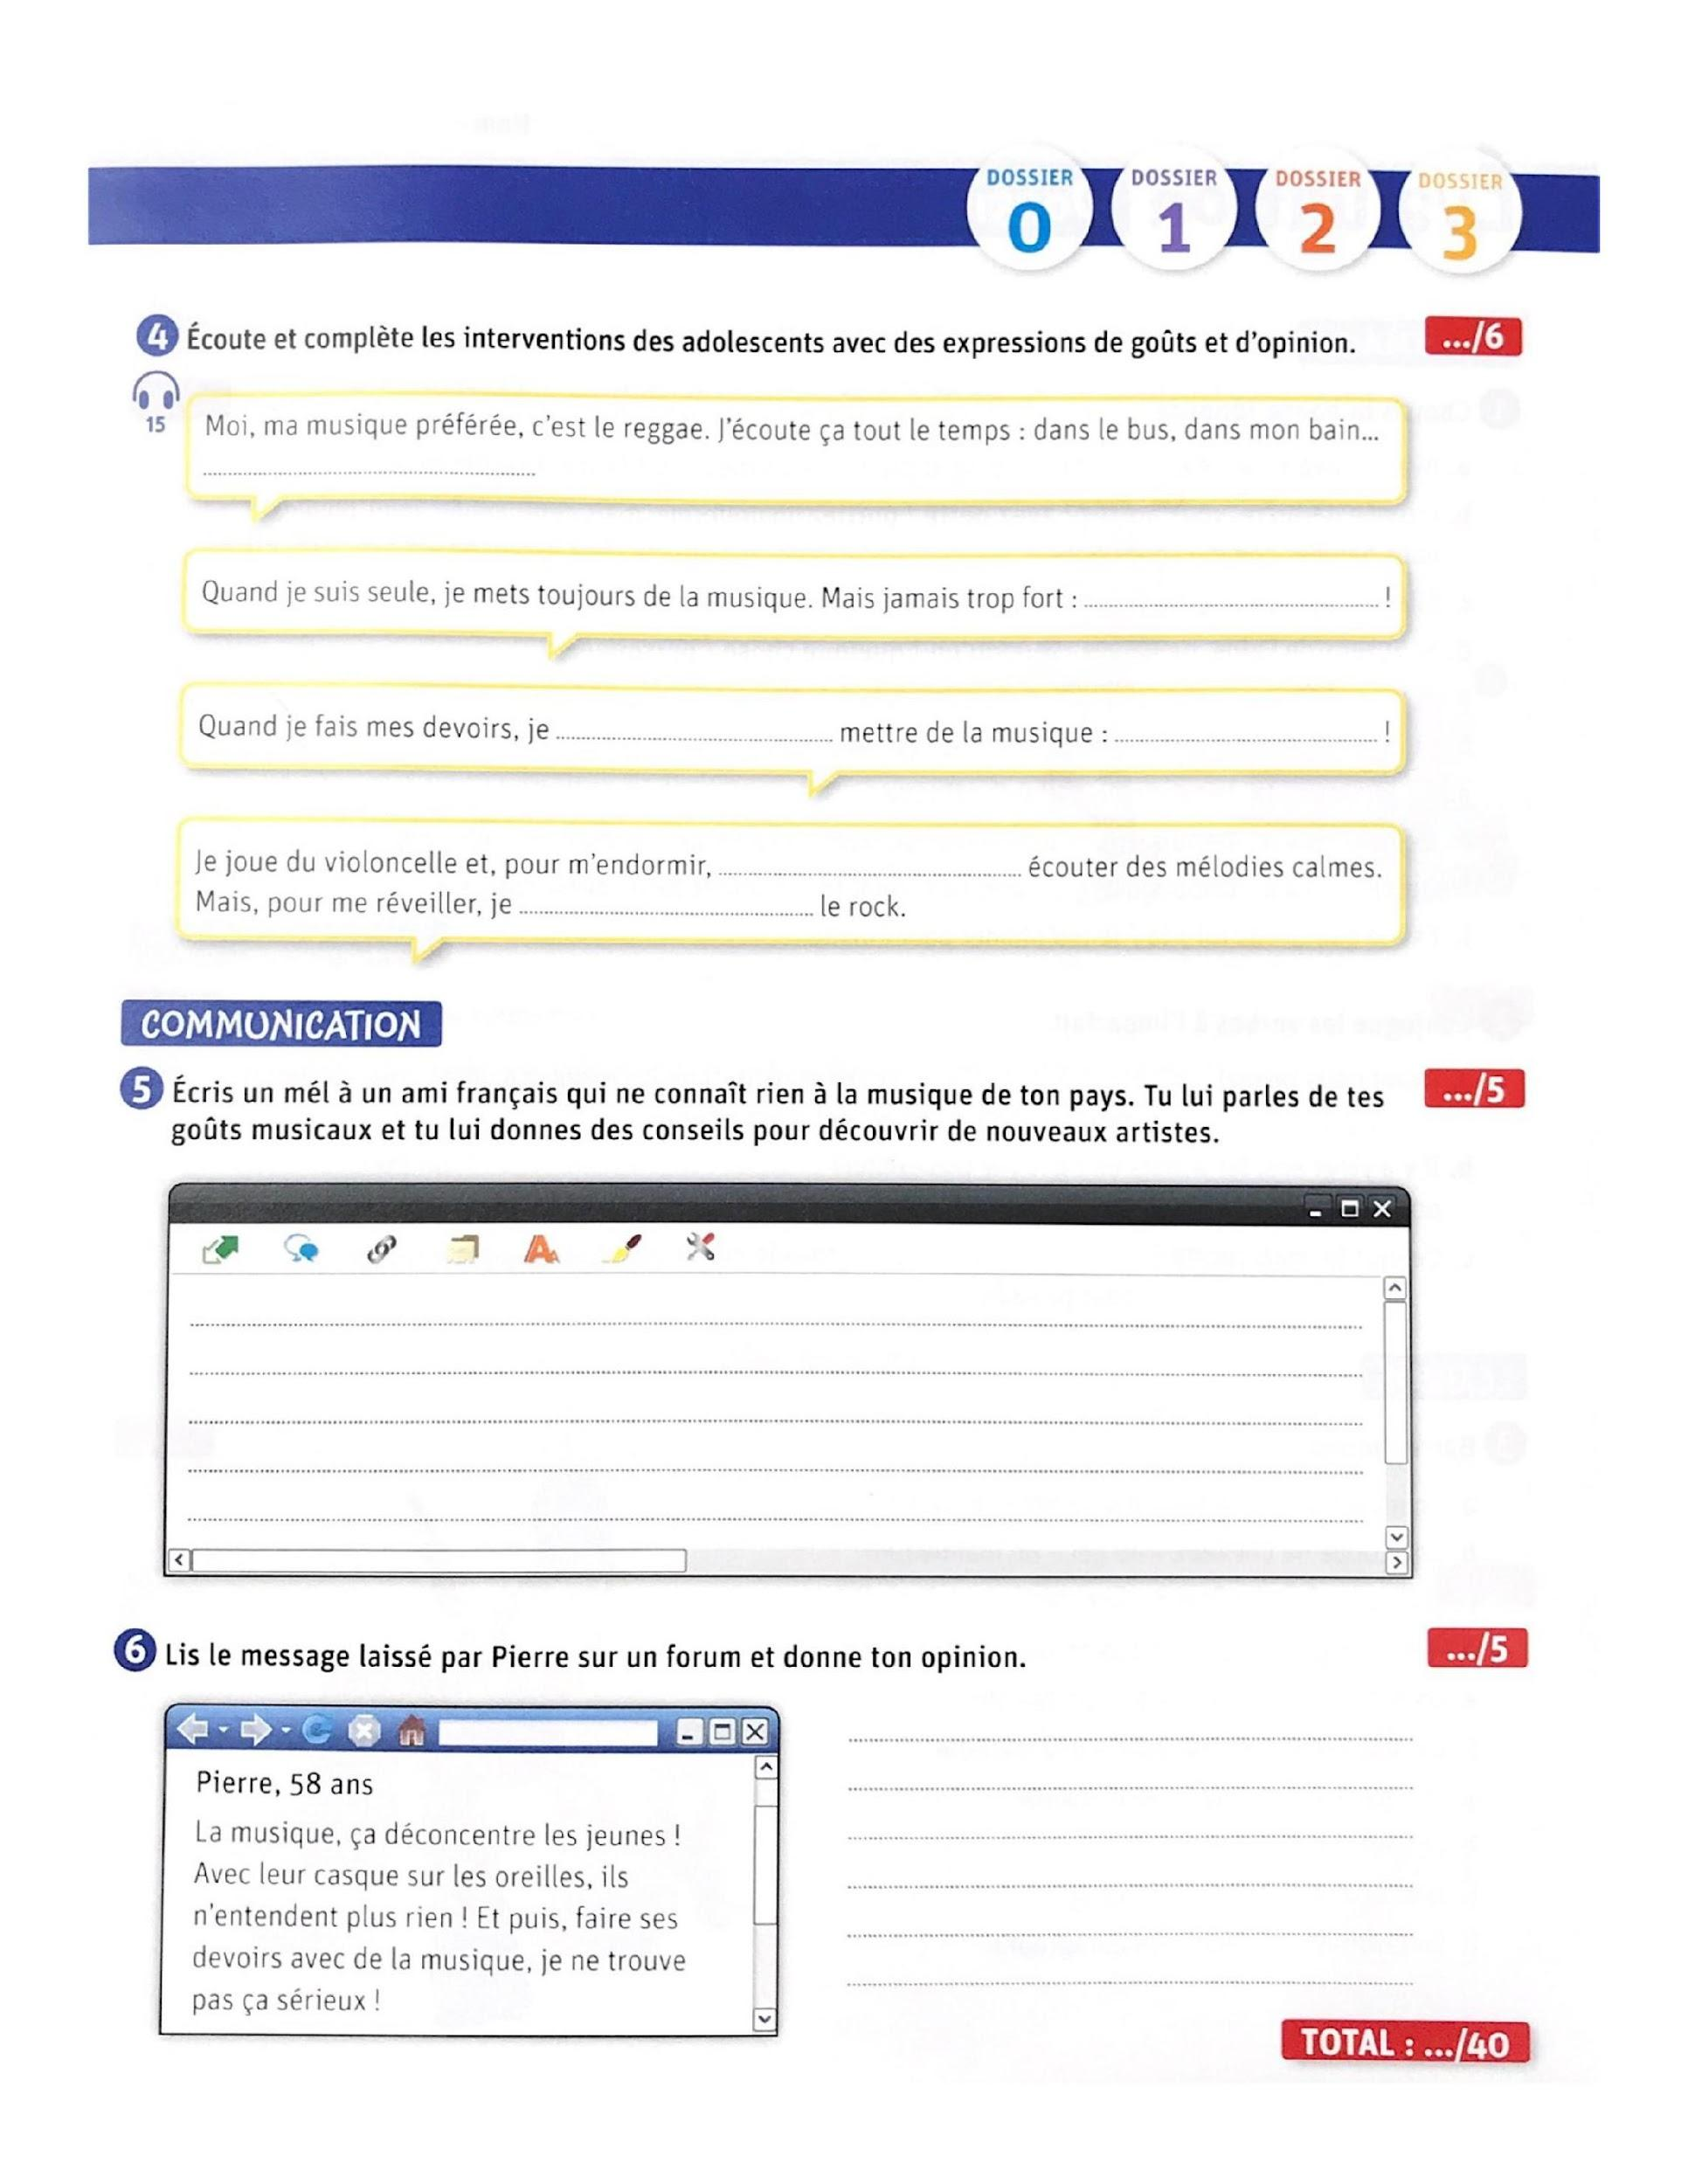 DOSSIER 0 DOSSIER 1 DOSSIER 2 DOSSIER 3
4 Écoute et complète les interventions des adolescents avec des expressions de goûts et d'opinion. .../6
15
Moi, ma musique préférée, c'est le reggae. J'écoute ça tout le temps : dans le bus, dans mon bain...
Quand je suis seule, je mets toujours de la musique. Mais jamais trop fort : !
Quand je fais mes devoirs, je mettre de la musique : !
Je joue du violoncelle et, pour m'endormir, écouter des mélodies calmes.
Mais, pour me réveiller, je le rock.
COMMUNICATION
5 Écris un mél à un ami français qui ne connaît rien à la musique de ton pays. Tu lui parles de tes .../5
goûts musicaux et tu lui donnes des conseils pour découvrir de nouveaux artistes.
6 Lis le message laissé par Pierre sur un forum et donne ton opinion. .../5
Pierre, 58 ans
La musique, ça déconcentre les jeunes !
Avec leur casque sur les oreilles, ils
n'entendent plus rien ! Et puis, faire ses
devoirs avec de la musique, je ne trouve
pas ça sérieux !
TOTAL : .../40